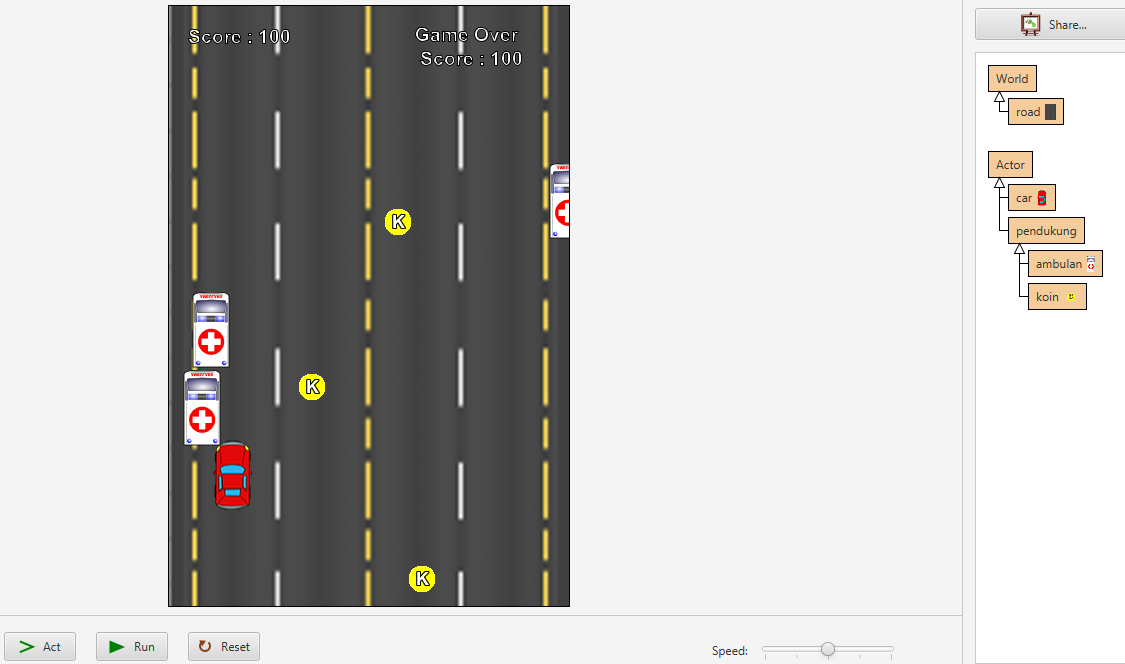 Score : 100
Game Over
Score : 100
K
K
K
Share...
World
road
Actor
car
pendukung
ambulan
koin
Act
Run
Reset
Speed: